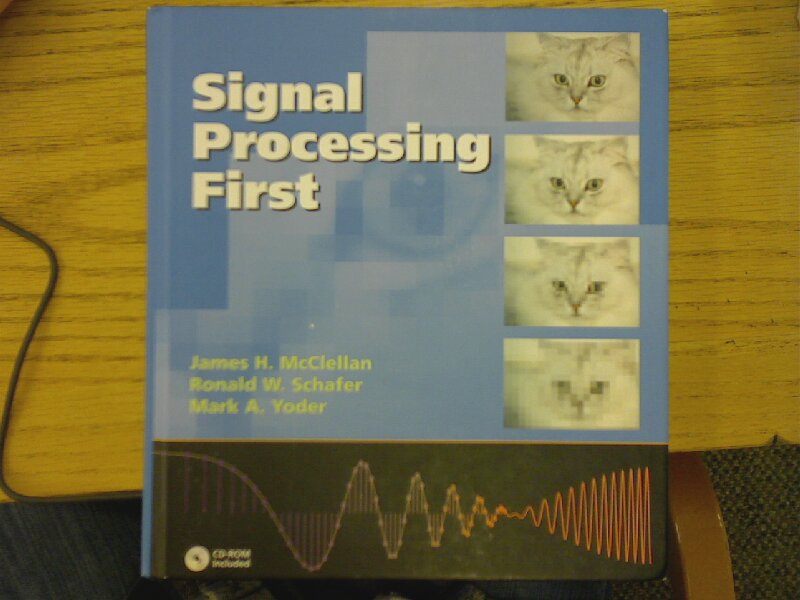 Signal
Processing
First
James H. McClellan
Ronald W. Schafer
Mark A. Yoder
CD-ROM
Included